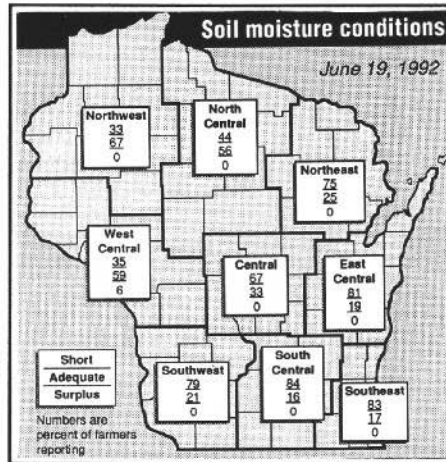 Soil moisture conditions
June 19, 1992
Northwest
33
67
0
North
Central
44
56
0
Northeast
75
25
0
West
Central
35
59
6
Central
67
33
0
East
Central
81
19
0
Southwest
79
21
0
South
Central
84
16
0
Southeast
83
17
0
Short
Adequate
Surplus
Numbers are
percent of farmers
reporting